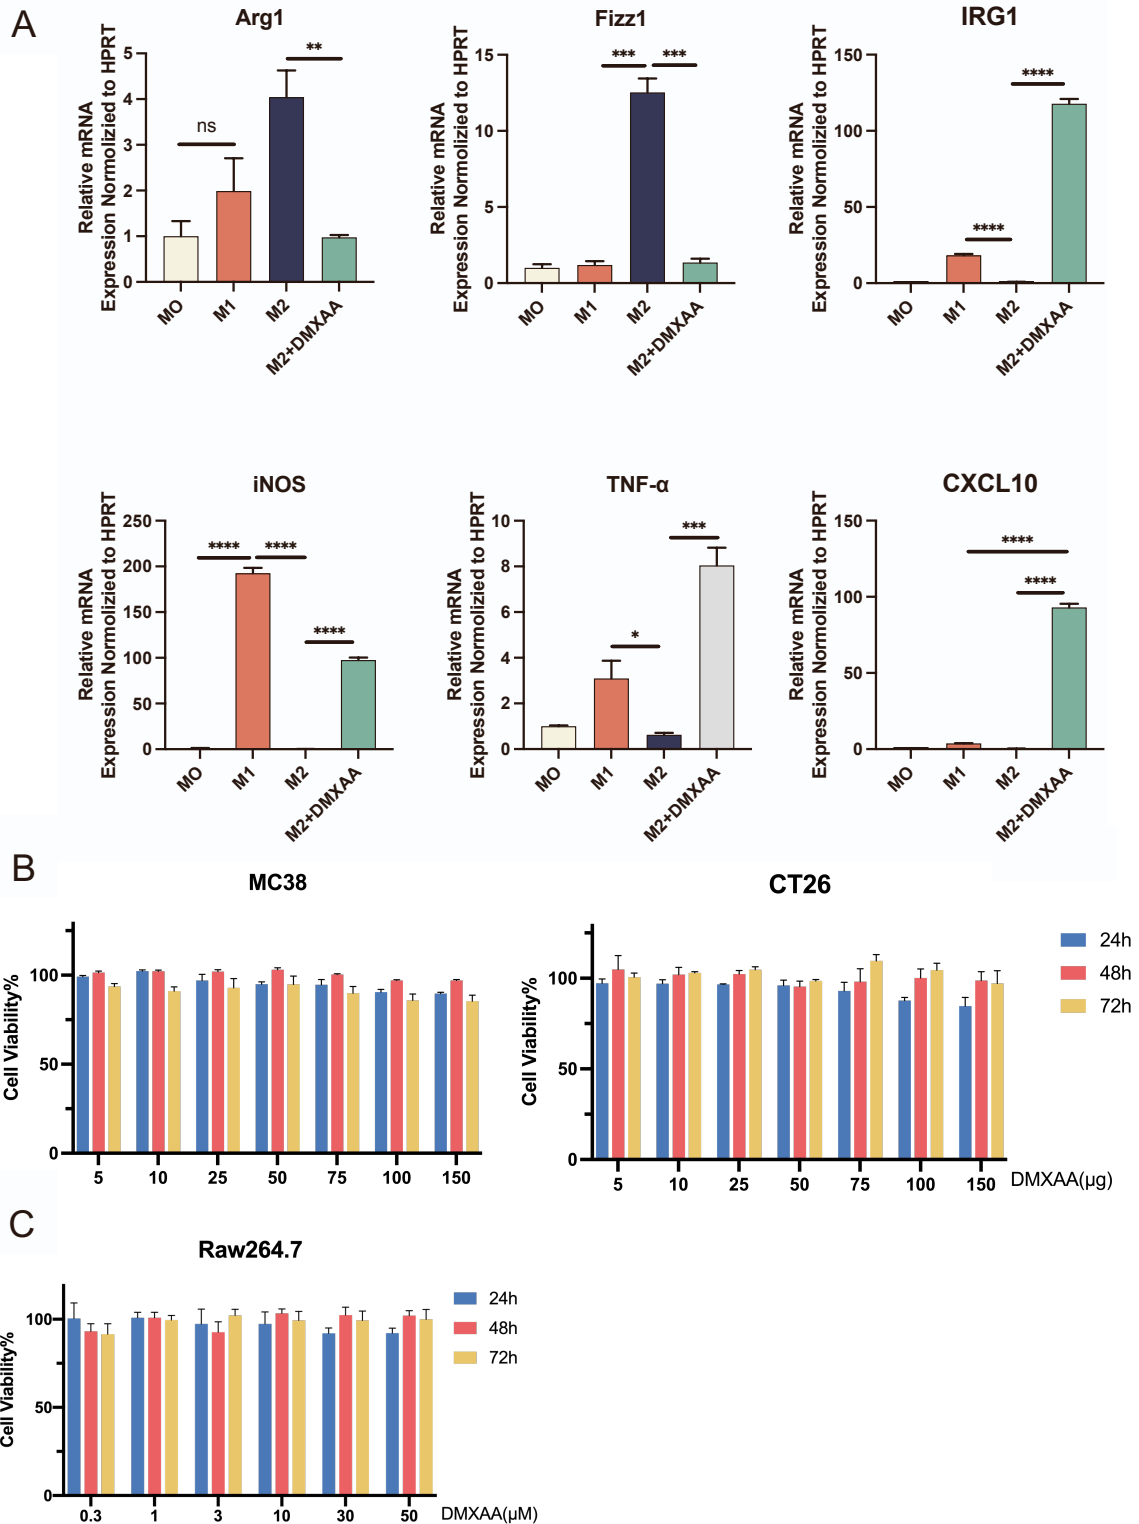 A
Arg1
Relative mRNA
Expression Normolizied to HPRT
5
4
3
2
1
0
ns
**
MO
M1
M2
M2+DMXAA
Fizz1
Relative mRNA
Expression Normolizied to HPRT
15
10
5
0
***
***
MO
M1
M2
M2+DMXAA
IRG1
Relative mRNA
Expression Normolizied to HPRT
150
100
50
0
****
****
MO
M1
M2
M2+DMXAA
iNOS
Relative mRNA
Expression Normolizied to HPRT
250
200
150
100
50
0
****
****
****
MO
M1
M2
M2+DMXAA
TNF-α
Relative mRNA
Expression Normolizied to HPRT
10
8
6
4
2
0
*
***
MO
M1
M2
M2+DMXAA
CXCL10
Relative mRNA
Expression Normolizied to HPRT
150
100
50
0
****
****
MO
M1
M2
M2+DMXAA
B
MC38
Cell Viability%
100
50
0
5 10 25 50 75 100 150
CT26
Cell Viability%
100
50
0
5 10 25 50 75 100 150 DMXAA(μg)
24h
48h
72h
C
Raw264.7
Cell Viability%
100
50
0
0.3 1 3 10 30 50 DMXAA(μM)
24h
48h
72h